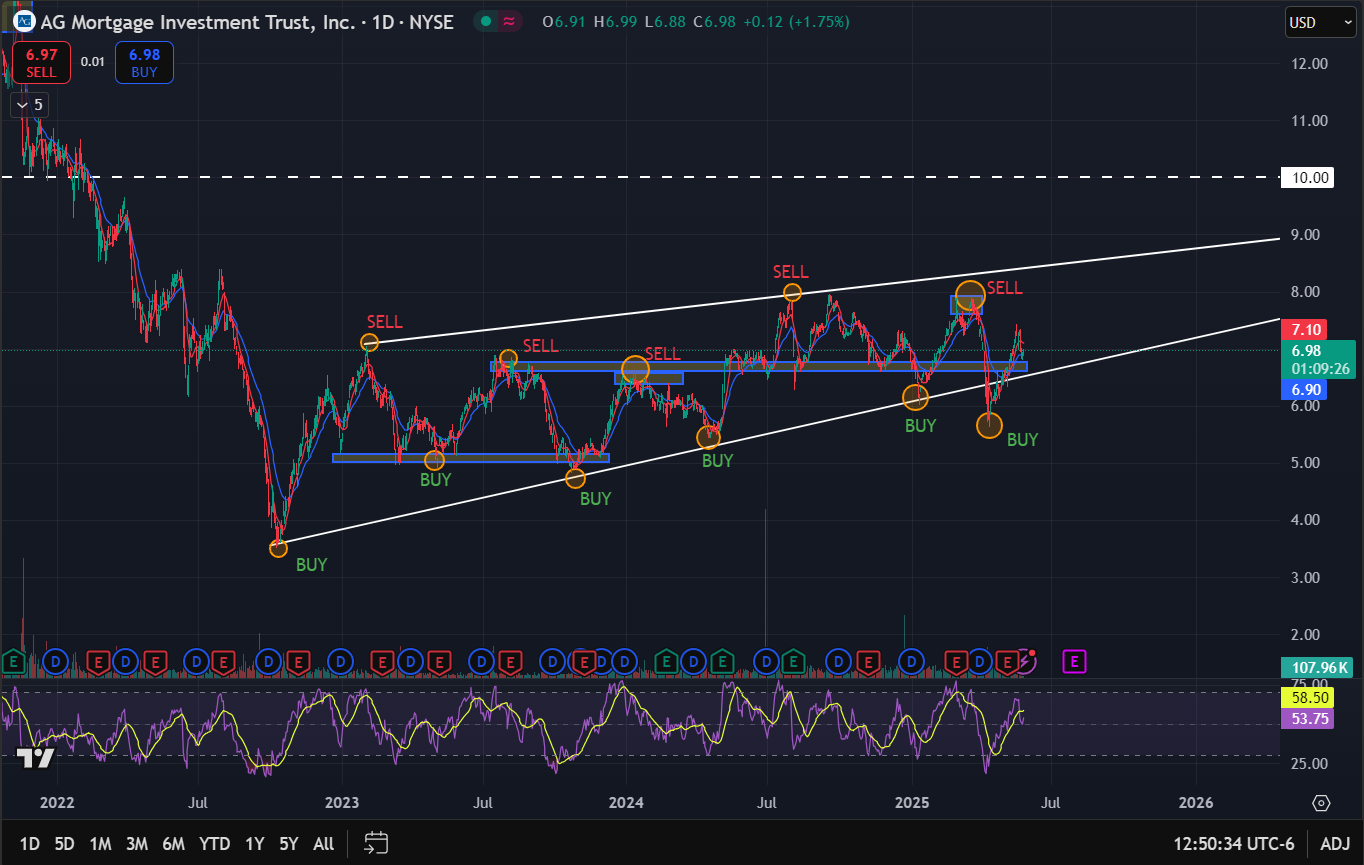 AG Mortgage Investment Trust, Inc. · 1D · NYSE O6.91 H6.99 L6.88 C6.98 +0.12 (+1.75%)
USD
6.97
SELL
0.01
6.98
BUY
5
12.00
11.00
10.00
9.00
8.00
7.10
6.98
01:09:26
6.90
6.00
5.00
4.00
3.00
2.00
107.96K
75.00
58.50
53.75
25.00
SELL
SELL
SELL
SELL
SELL
BUY
BUY
BUY
BUY
BUY
BUY
E D E D E D E D E D E D E D E D E D D E D E D E D E D E D E E
2022 Jul 2023 Jul 2024 Jul 2025 Jul 2026
1D 5D 1M 3M 6M YTD 1Y 5Y All
12:50:34 UTC-6 ADJ